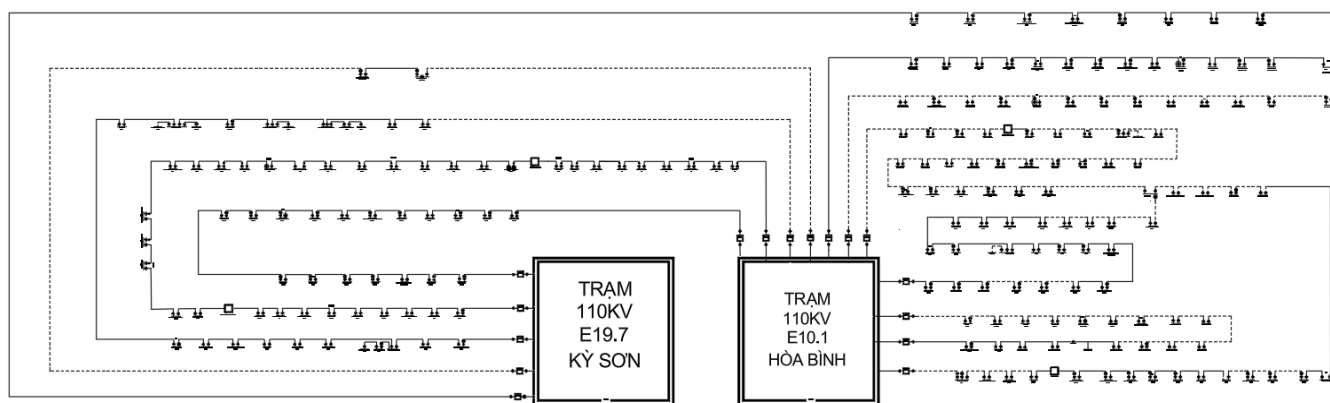 TRẠM
110KV
E19.7
KỲ SƠN
TRẠM
110KV
E10.1
HÒA BÌNH